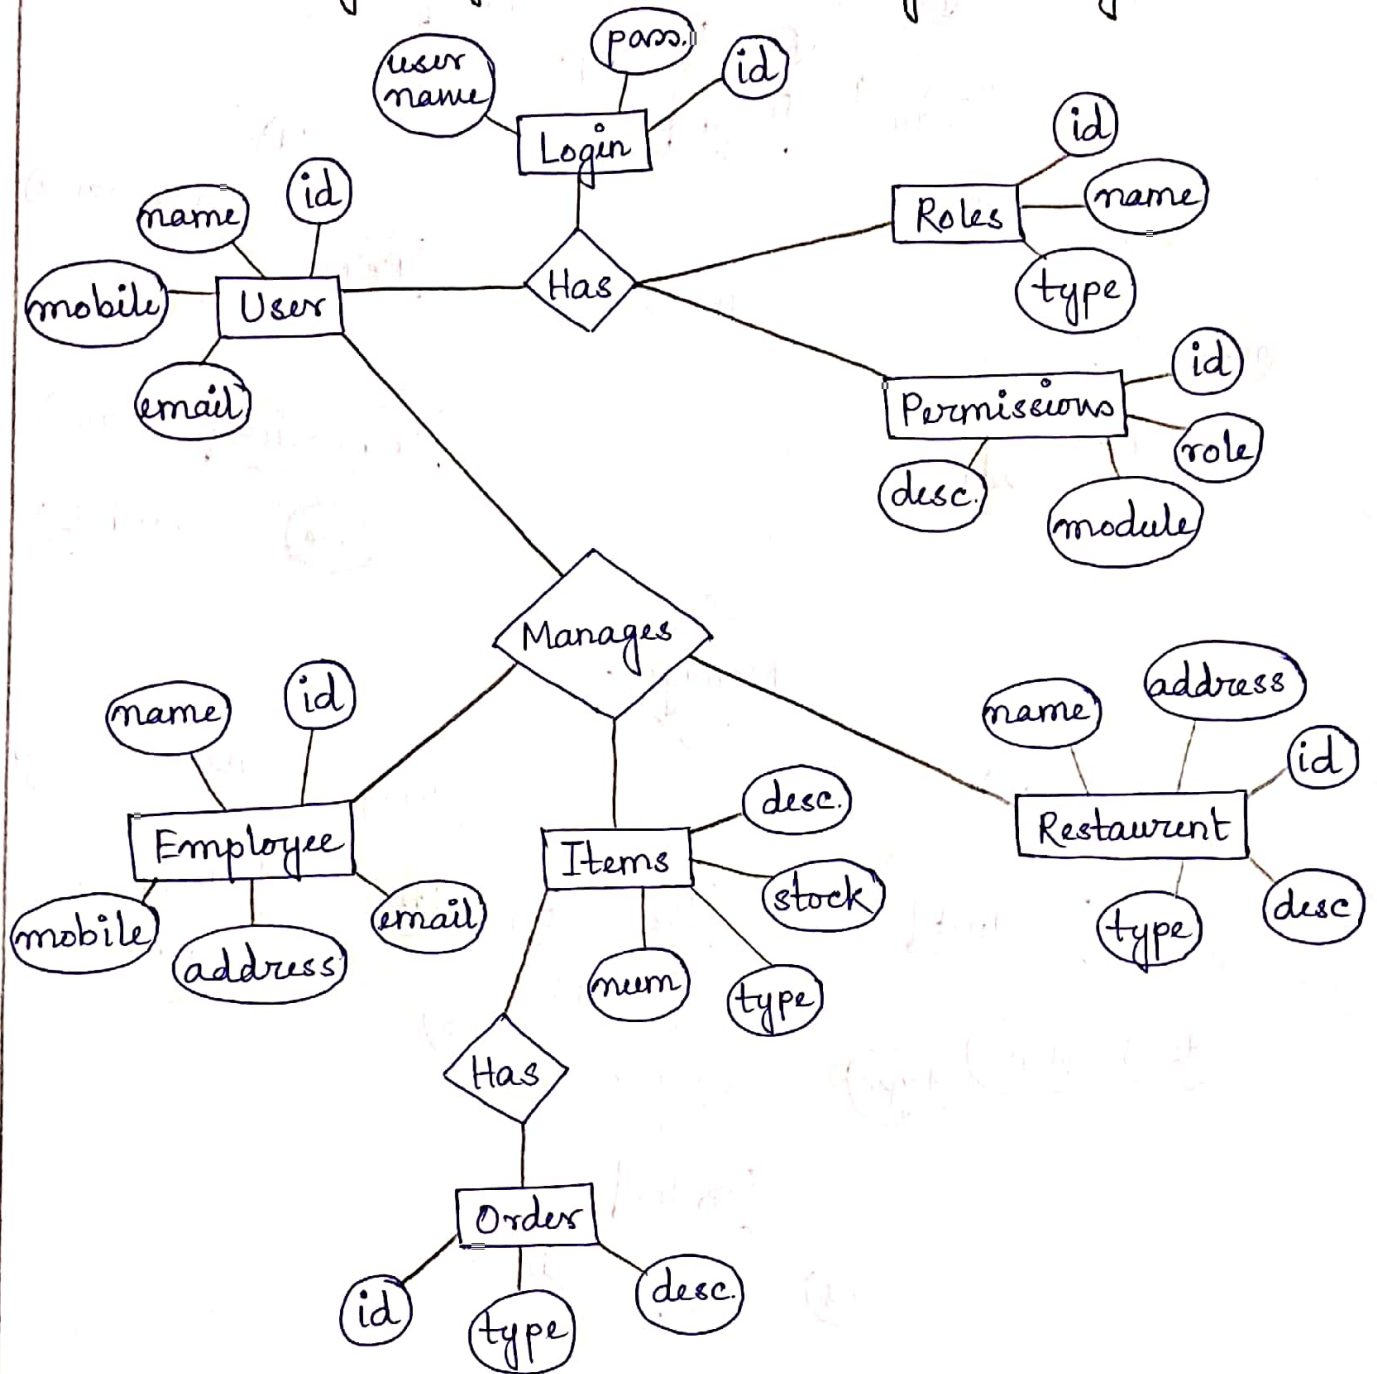 pass.
user
name
id
Login
id
Roles
name
type
name
id
mobile
User
email
Has
Permissions
id
role
desc.
module
Manages
name
id
Employee
mobile
address
email
Items
desc.
stock
num
type
name
address
id
Restaurent
type
desc
Has
Order
id
type
desc.